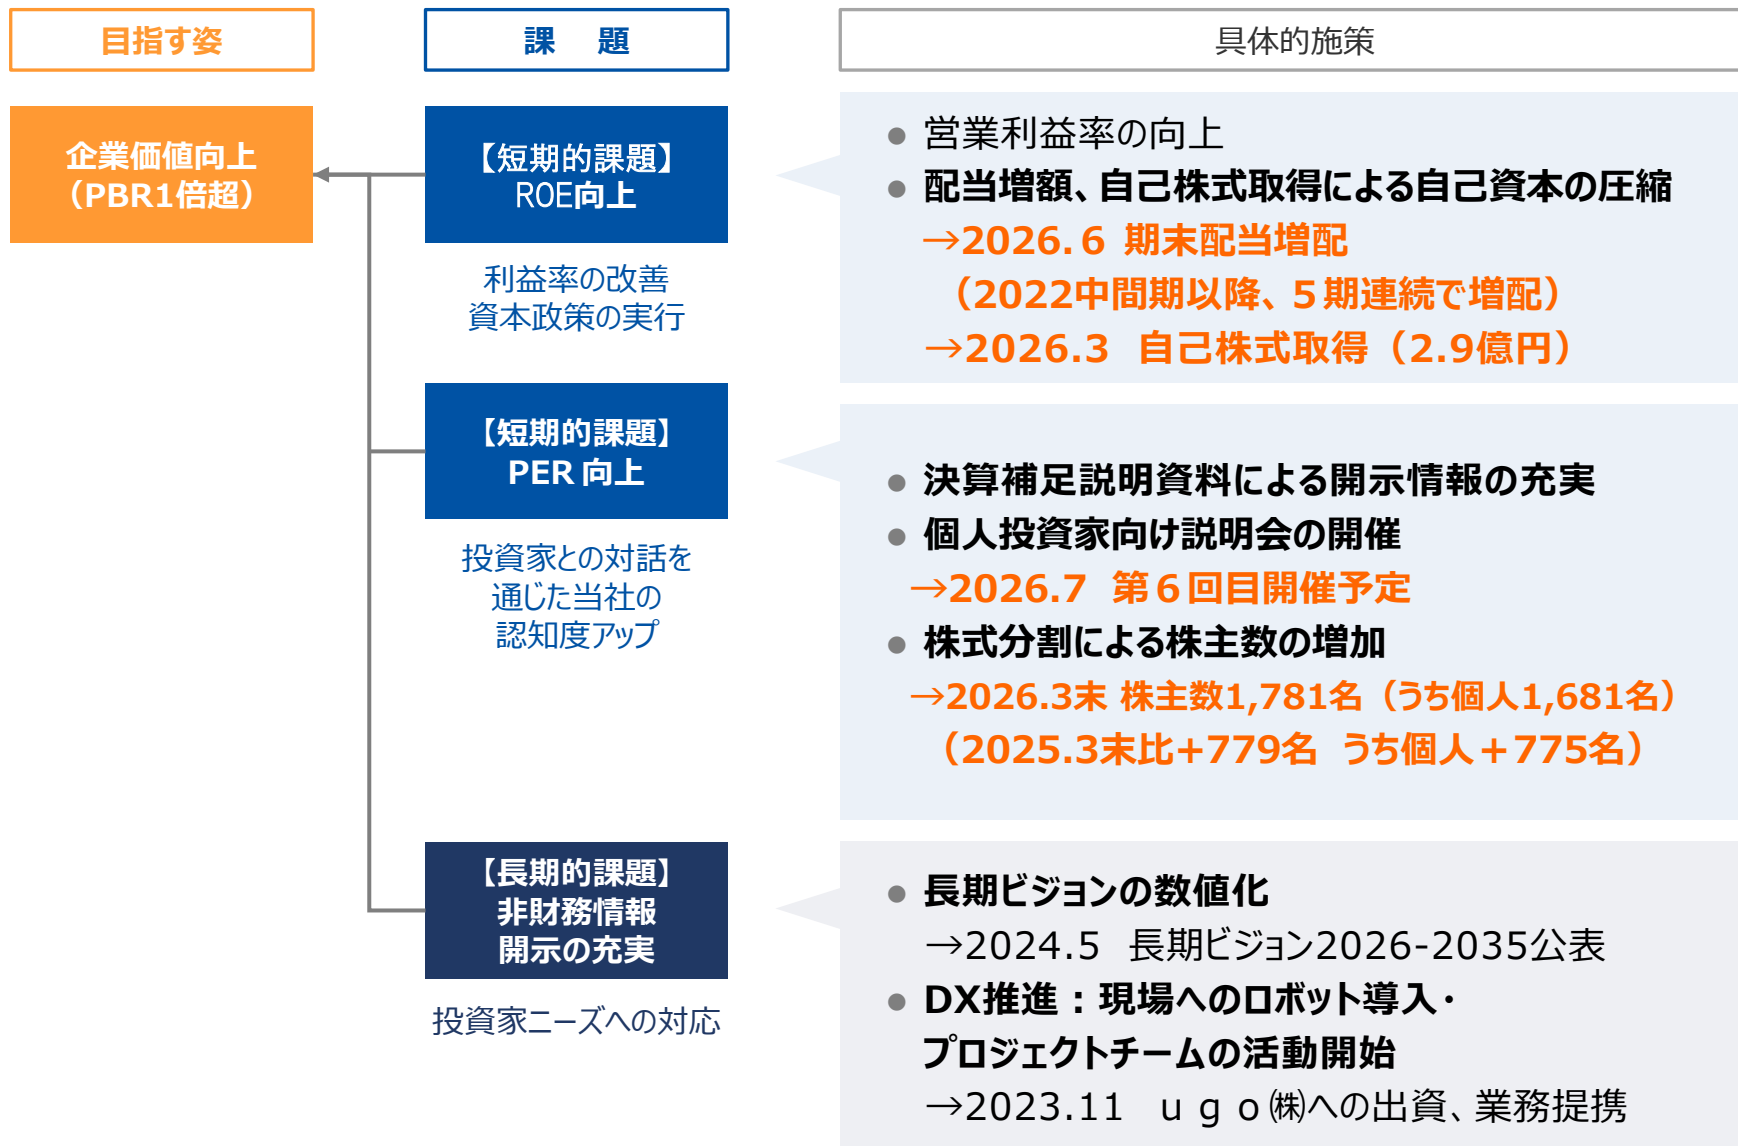 目指す姿
課 題
具体的施策
企業価値向上
（PBR1倍超）
【短期的課題】
ROE向上
利益率の改善
資本政策の実行
● 営業利益率の向上
● 配当増額、自己株式取得による自己資本の圧縮
→2026.6 期末配当増配
（2022中間期以降、5期連続で増配）
→2026.3 自己株式取得（2.9億円）
【短期的課題】
PER 向上
投資家との対話を
通じた当社の
認知度アップ
● 決算補足説明資料による開示情報の充実
● 個人投資家向け説明会の開催
→2026.7 第６回目開催予定
● 株式分割による株主数の増加
→2026.3末 株主数1,781名（うち個人1,681名）
（2025.3末比+779名 うち個人＋775名）
【長期的課題】
非財務情報
開示の充実
投資家ニーズへの対応
● 長期ビジョンの数値化
→2024.5 長期ビジョン2026-2035公表
● DX推進：現場へのロボット導入・
プロジェクトチームの活動開始
→2023.11 ｕｇｏ㈱への出資、業務提携